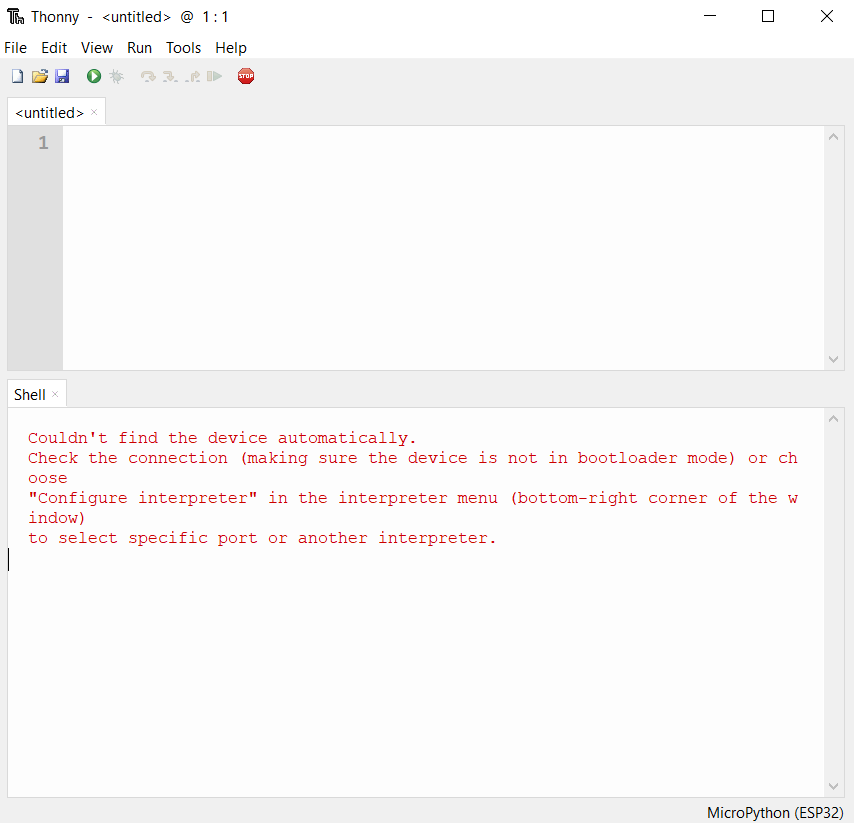 Thonny - <untitled> @ 1 : 1
File Edit View Run Tools Help
STOP
<untitled> ×
1
Shell ×
Couldn't find the device automatically.
Check the connection (making sure the device is not in bootloader mode) or ch
oose
"Configure interpreter" in the interpreter menu (bottom-right corner of the w
indow)
to select specific port or another interpreter.
MicroPython (ESP32)